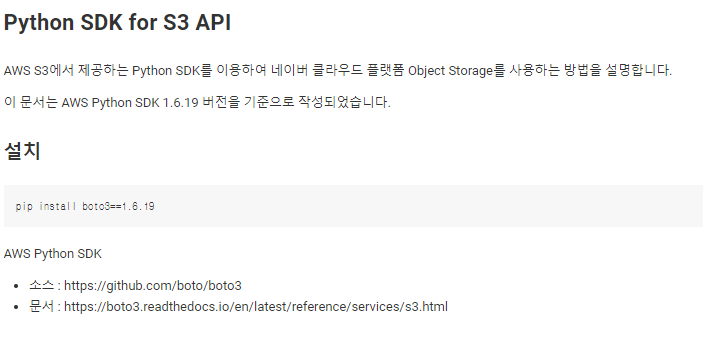 Python SDK for S3 API
AWS S3에서 제공하는 Python SDK를 이용하여 네이버 클라우드 플랫폼 Object Storage를 사용하는 방법을 설명합니다.
이 문서는 AWS Python SDK 1.6.19 버전을 기준으로 작성되었습니다.
설치
pip install boto3==1.6.19
AWS Python SDK
• 소스 : https://github.com/boto/boto3
• 문서 : https://boto3.readthedocs.io/en/latest/reference/services/s3.html